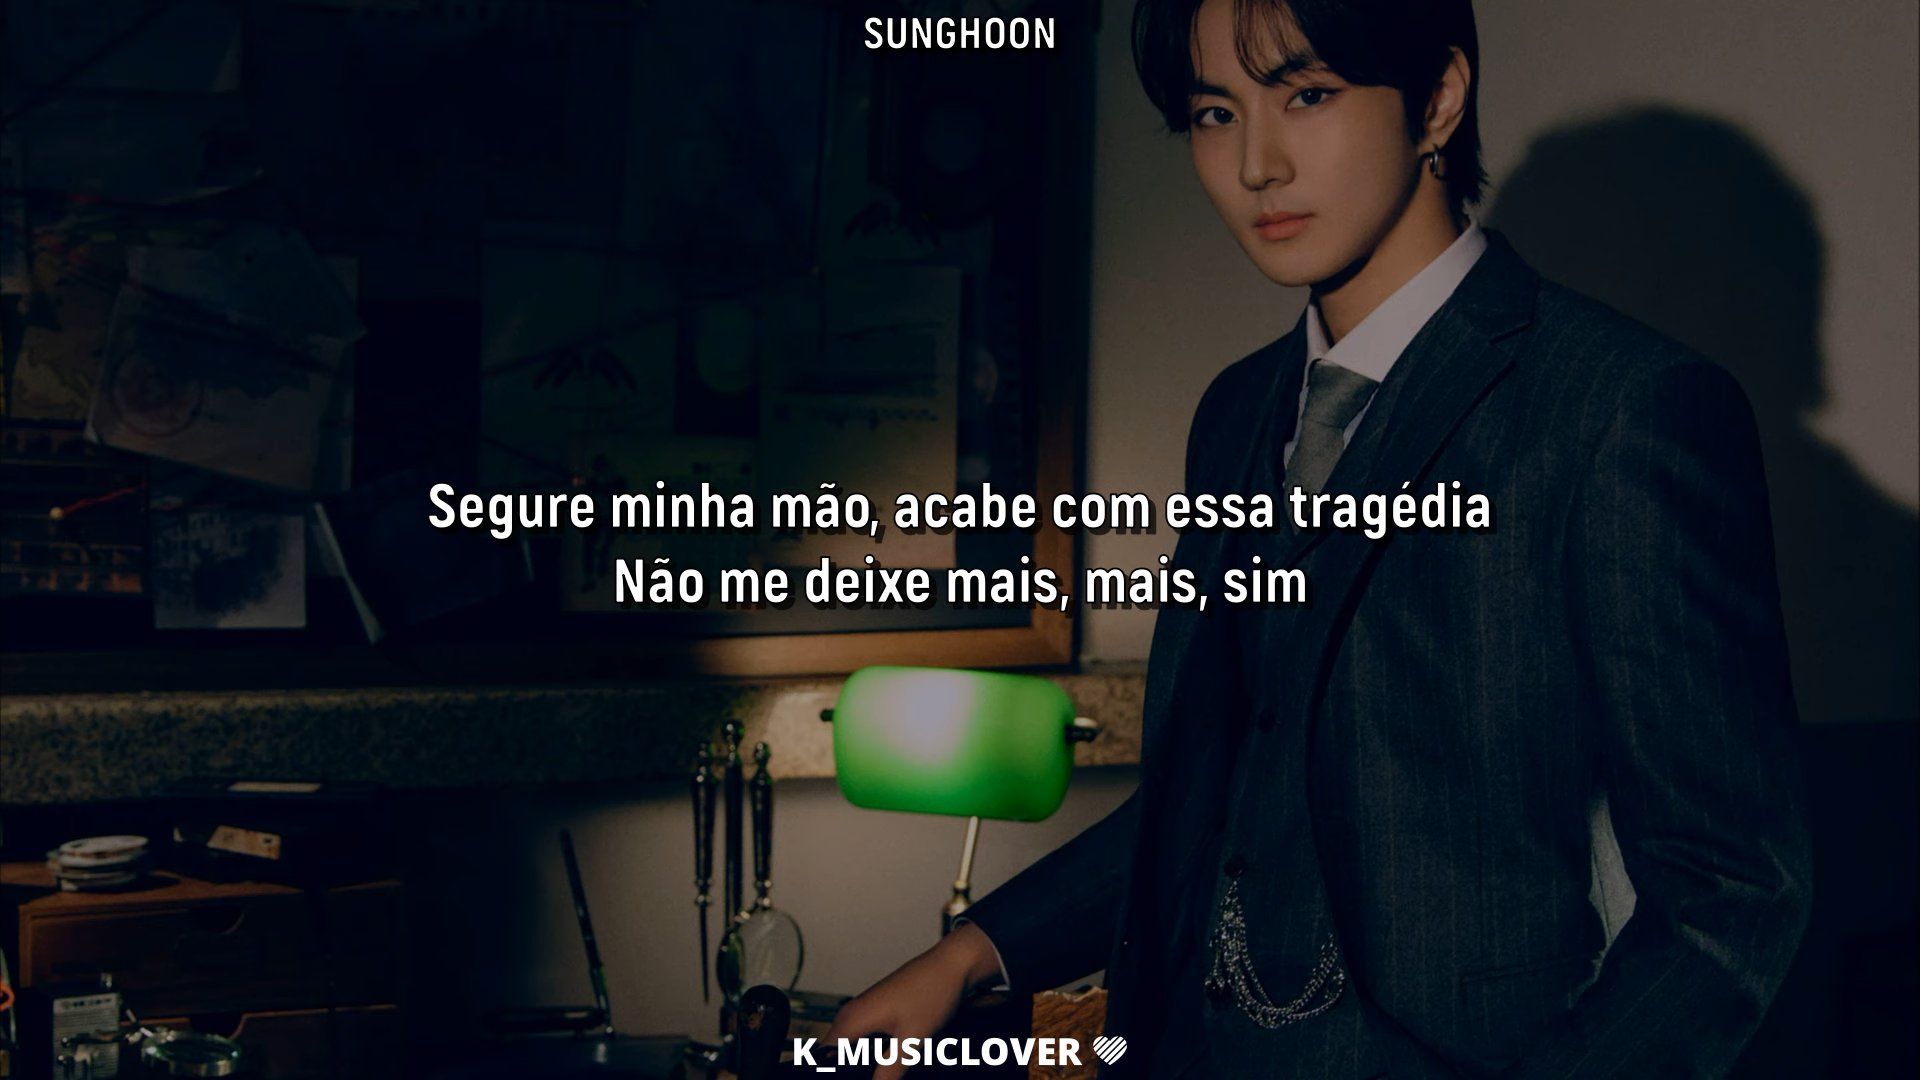 SUNGHOON
Segure minha mão, acabe com essa tragédia
Não me deixe mais, mais, sim
K_MUSICLOVER